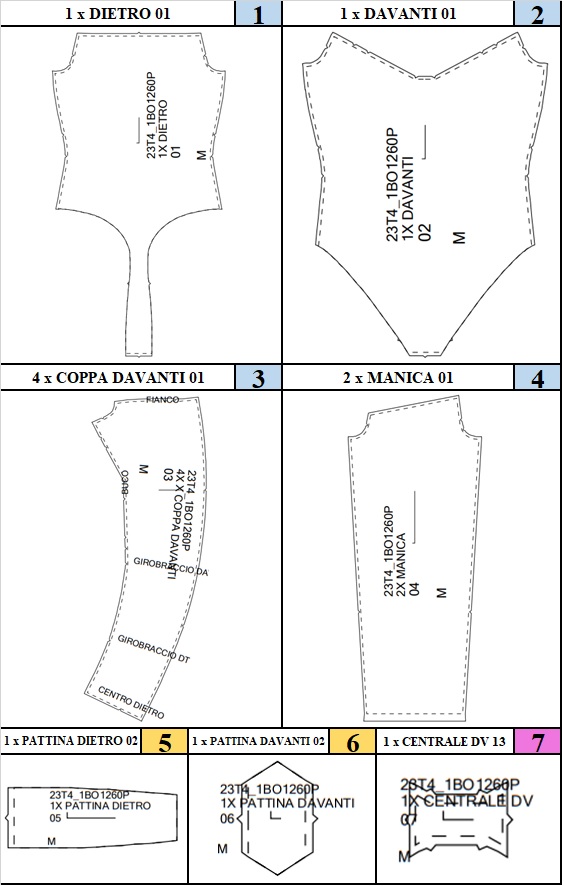 1 x DIETRO 01
1
23T4_1BO1260P
1X DIETRO
01
M
1 x DAVANTI 01
2
23T4_1BO1260P
1X DAVANTI
02
M
4 x COPPA DAVANTI 01
3
FIANCO
BUCO
M
23T4_1BO1260P
4X X COPPA DAVANTI
03
GIROBRACCIO DA
GIROBRACCIO DT
CENTRO DIETRO
2 x MANICA 01
4
23T4_1BO1260P
2X MANICA
04
M
1 x PATTINA DIETRO 02
5
23T4_1BO1260P
1X PATTINA DIETRO
05
M
1 x PATTINA DAVANTI 02
6
23T4_1BO1260P
1X PATTINA DAVANTI
06
M
1 x CENTRALE DV 13
7
23T4_1BO1260P
1X CENTRALE DV
07
M